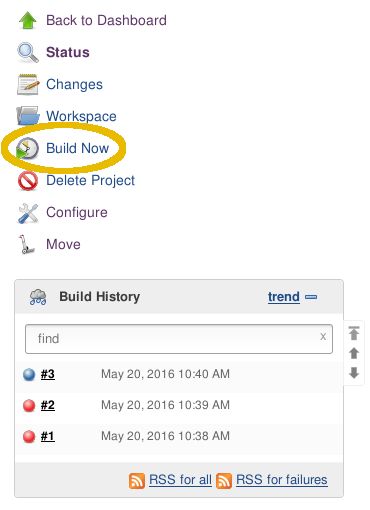 Back to Dashboard
Status
Changes
Workspace
Build Now
Delete Project
Configure
Move
Build History trend
find x
#3 May 20, 2016 10:40 AM
#2 May 20, 2016 10:39 AM
#1 May 20, 2016 10:38 AM
RSS for all RSS for failures